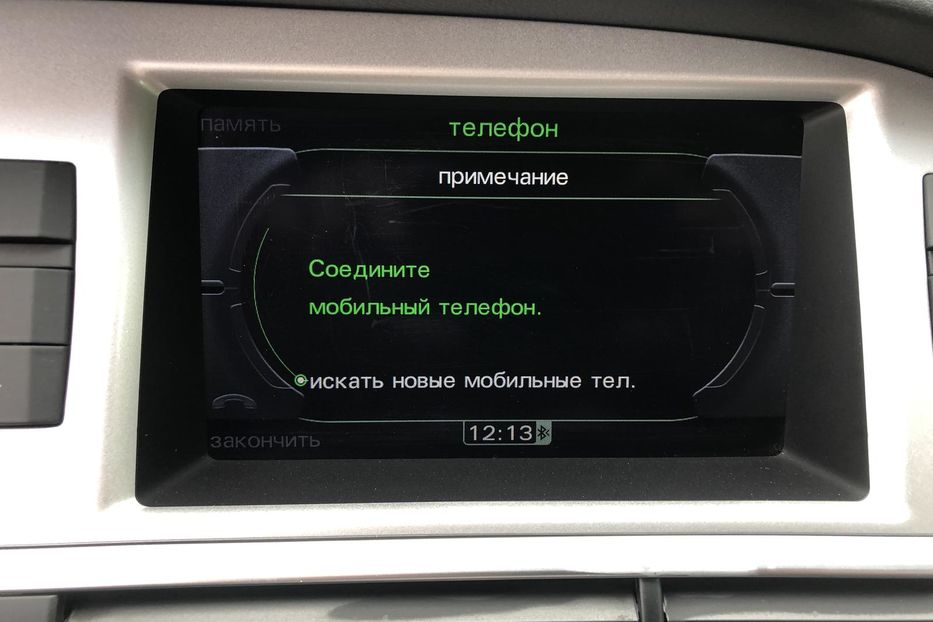 память
телефон
примечание
Соедините
мобильный телефон.
искать новые мобильные тел.
закончить
12:13